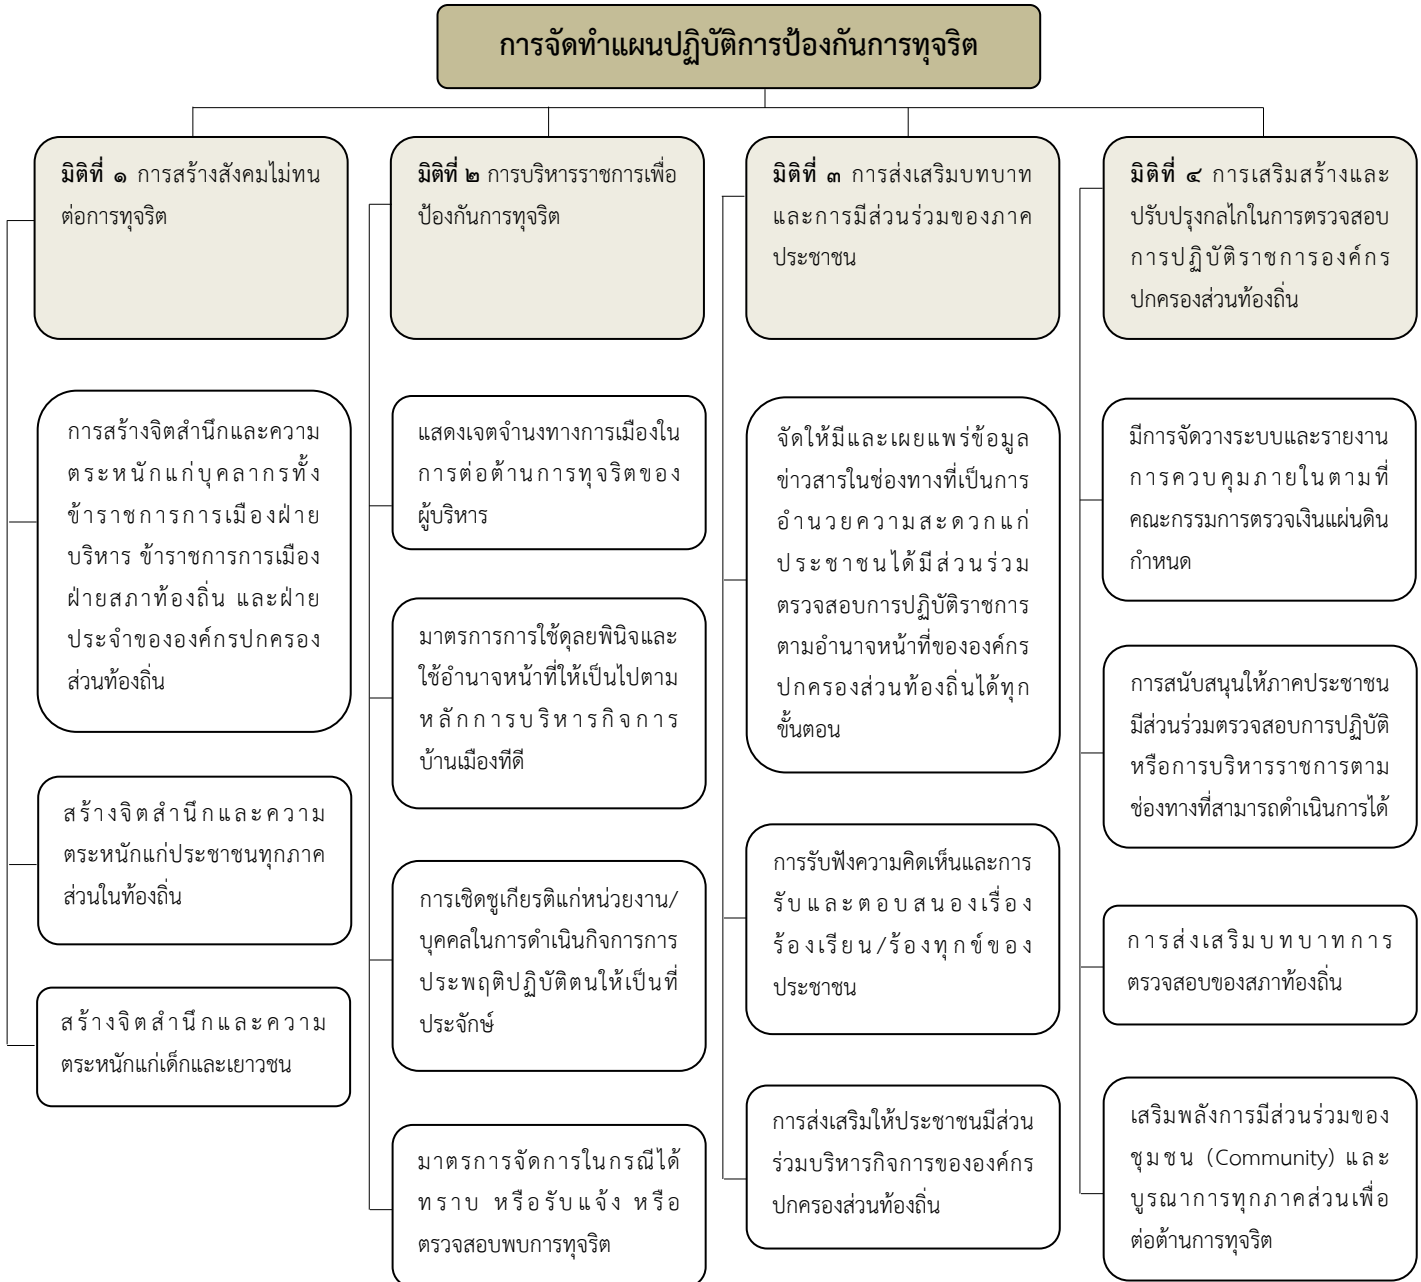 การจัดทำแผนปฏิบัติการป้องกันการทุจริต
มิติที่ ๑ การสร้างสังคมไม่ทน
ต่อการทุจริต
การสร้างจิตสำนึกและความ
ตระหนักแก่บุคลากรทั้ง
ข้าราชการการเมืองฝ่าย
บริหาร ข้าราชการการเมือง
ฝ่ายสภาท้องถิ่น และฝ่าย
ประจำขององค์กรปกครอง
ส่วนท้องถิ่น
สร้างจิตสำนึกและความ
ตระหนักแก่ประชาชนทุกภาค
ส่วนในท้องถิ่น
สร้างจิตสำนึกและความ
ตระหนักแก่เด็กและเยาวชน
มิติที่ ๒ การบริหารราชการเพื่อ
ป้องกันการทุจริต
แสดงเจตจำนงทางการเมืองใน
การต่อต้านการทุจริตของ
ผู้บริหาร
มาตรการการใช้ดุลยพินิจและ
ใช้อำนาจหน้าที่ให้เป็นไปตาม
หลักการบริหารกิจการ
บ้านเมืองทีดี
การเชิดชูเกียรติแก่หน่วยงาน/
บุคคลในการดำเนินกิจการการ
ประพฤติปฏิบัติตนให้เป็นที่
ประจักษ์
มาตรการจัดการในกรณีได้
ทราบ หรือรับแจ้ง หรือ
ตรวจสอบพบการทุจริต
มิติที่ ๓ การส่งเสริมบทบาท
และการมีส่วนร่วมของภาค
ประชาชน
จัดให้มีและเผยแพร่ข้อมูล
ข่าวสารในช่องทางที่เป็นการ
อำนวยความสะดวกแก่
ประชาชนได้มีส่วนร่วม
ตรวจสอบการปฏิบัติราชการ
ตามอำนาจหน้าที่ขององค์กร
ปกครองส่วนท้องถิ่นได้ทุก
ขั้นตอน
การรับฟังความคิดเห็นและการ
รับและตอบสนองเรื่อง
ร้องเรียน/ร้องทุกข์ของ
ประชาชน
การส่งเสริมให้ประชาชนมีส่วน
ร่วมบริหารกิจการขององค์กร
ปกครองส่วนท้องถิ่น
มิติที่ ๔ การเสริมสร้างและ
ปรับปรุงกลไกในการตรวจสอบ
การปฏิบัติราชการองค์กร
ปกครองส่วนท้องถิ่น
มีการจัดวางระบบและรายงาน
การควบคุมภายในตามที่
คณะกรรมการตรวจเงินแผ่นดิน
กำหนด
การสนับสนุนให้ภาคประชาชน
มีส่วนร่วมตรวจสอบการปฏิบัติ
หรือการบริหารราชการตาม
ช่องทางที่สามารถดำเนินการได้
การส่งเสริมบทบาทการ
ตรวจสอบของสภาท้องถิ่น
เสริมพลังการมีส่วนร่วมของ
ชุมชน (Community) และ
บูรณาการทุกภาคส่วนเพื่อ
ต่อต้านการทุจริต